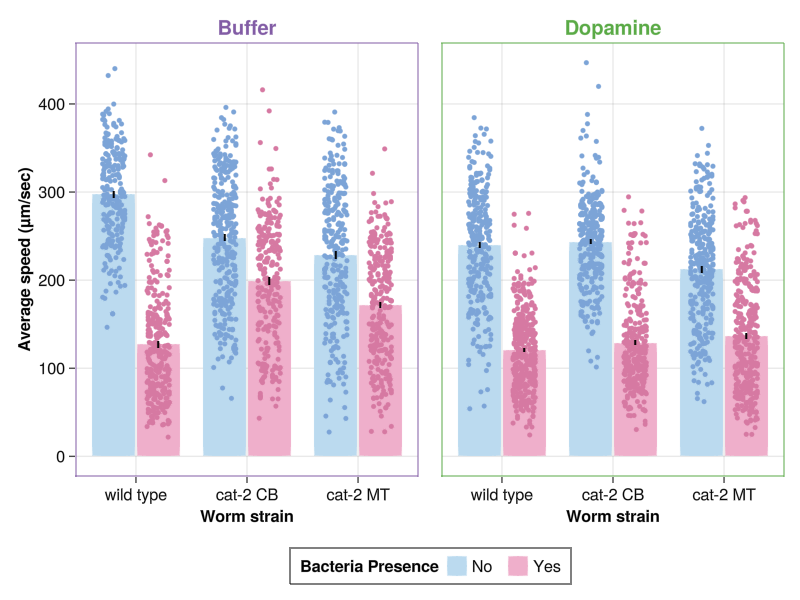 Buffer
Dopamine
Average speed (µm/sec)
400
300
200
100
0
wild type
cat-2 CB
cat-2 MT
wild type
cat-2 CB
cat-2 MT
Worm strain
Worm strain
Bacteria Presence No Yes